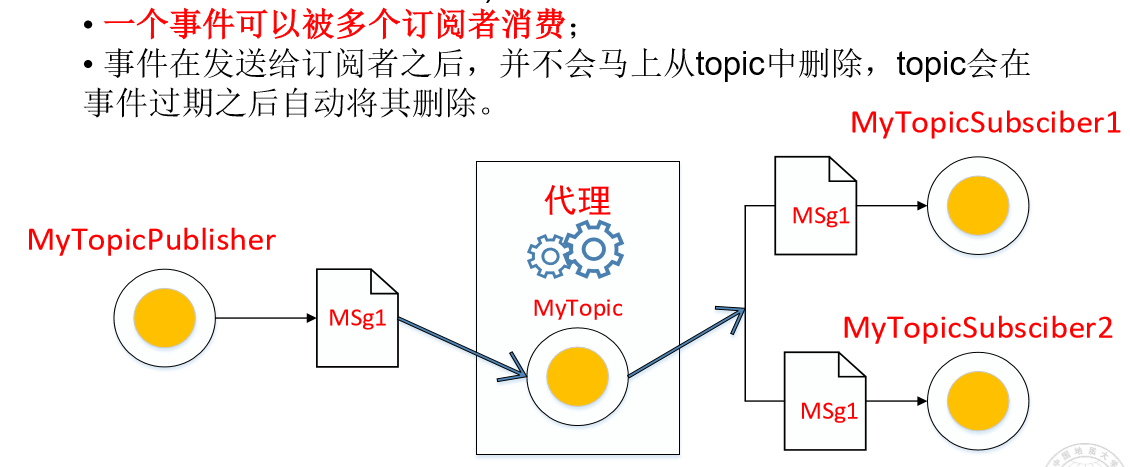 • 一个事件可以被多个订阅者消费；
• 事件在发送给订阅者之后，并不会马上从topic中删除，topic会在
事件过期之后自动将其删除。
MyTopicSubsciber1
代理
MSg1
MyTopicPublisher
MyTopic
MSg1
MyTopicSubsciber2
MSg1